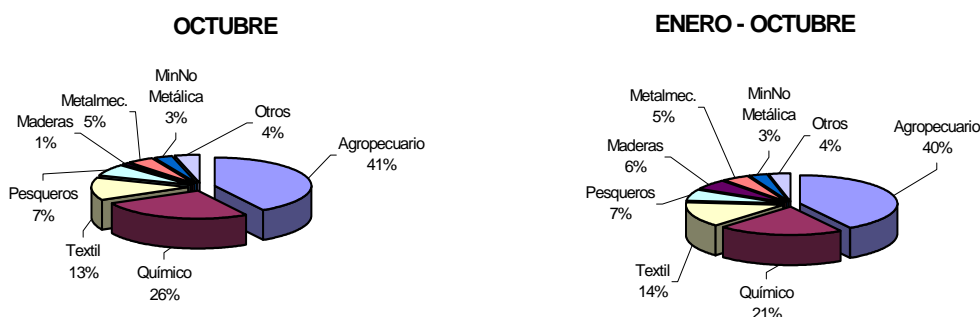 OCTUBRE
MinNo
Metálica
3%
Metalmec.
5%
Maderas
1%
Otros
4%
Agropecuario
41%
Pesqueros
7%
Textil
13%
Químico
26%
ENERO - OCTUBRE
MinNo
Metálica
3%
Metalmec.
5%
Otros
4%
Agropecuario
40%
Maderas
6%
Pesqueros
7%
Textil
14%
Químico
21%